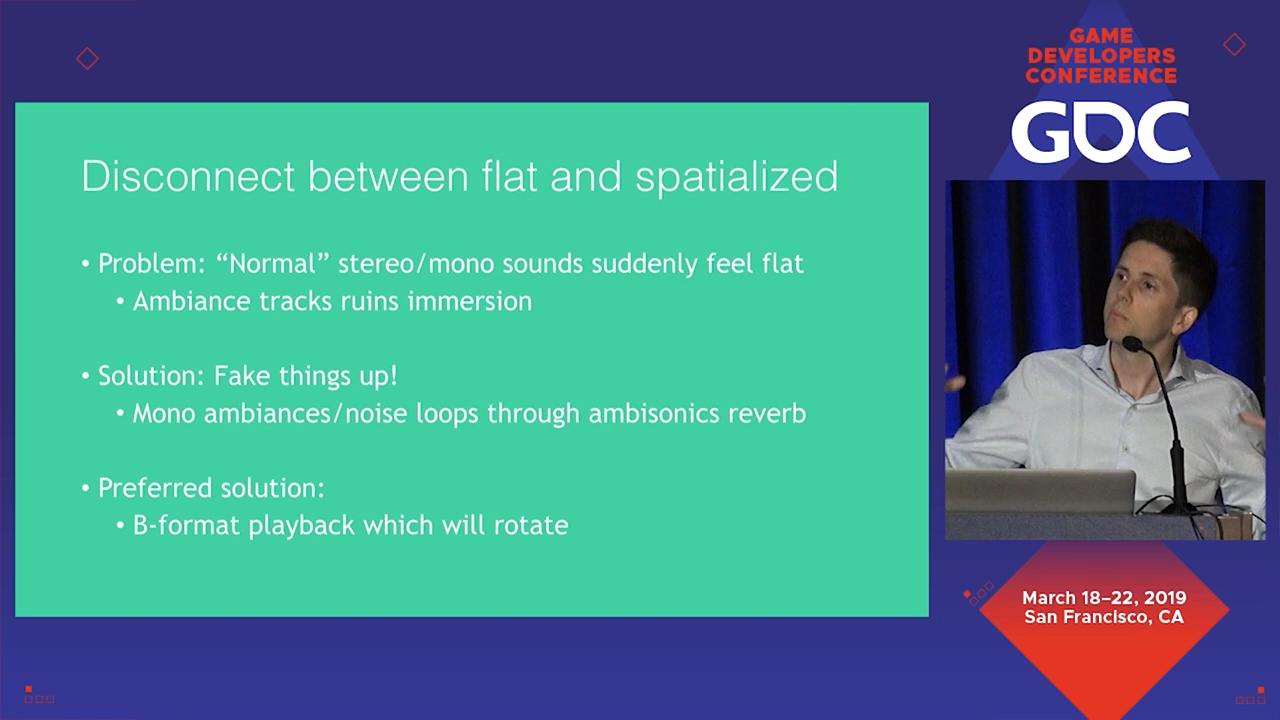 Disconnect between flat and spatialized
• Problem: “Normal” stereo/mono sounds suddenly feel flat
• Ambiance tracks ruins immersion
• Solution: Fake things up!
• Mono ambiances/noise loops through ambisonics reverb
• Preferred solution:
• B-format playback which will rotate
GAME
DEVELOPERS
CONFERENCE
GDC
March 18–22, 2019
San Francisco, CA